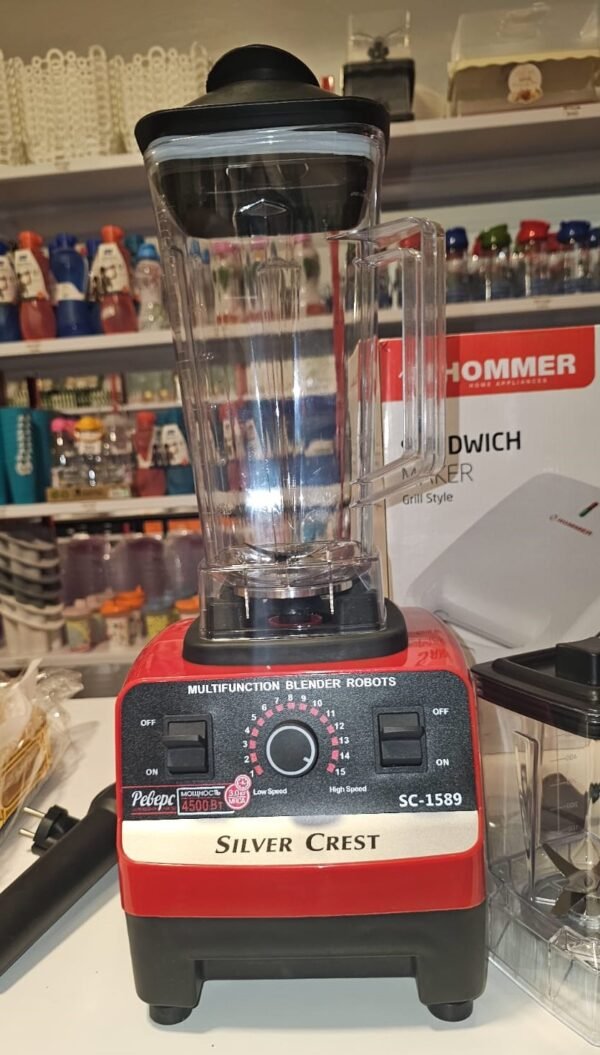 HOMMER
HOME APPLIANCES
DWICH
MAKER
Grill Style
MULTIFUNCTION BLENDER ROBOTS
OFF
ON
1 2 3 4 5 6 7 8 9 10 11 12 13 14 15
Low Speed
High Speed
OFF
ON
Реверс
МОЩНОСТЬ
4500 Вт
SC-1589
SILVER CREST